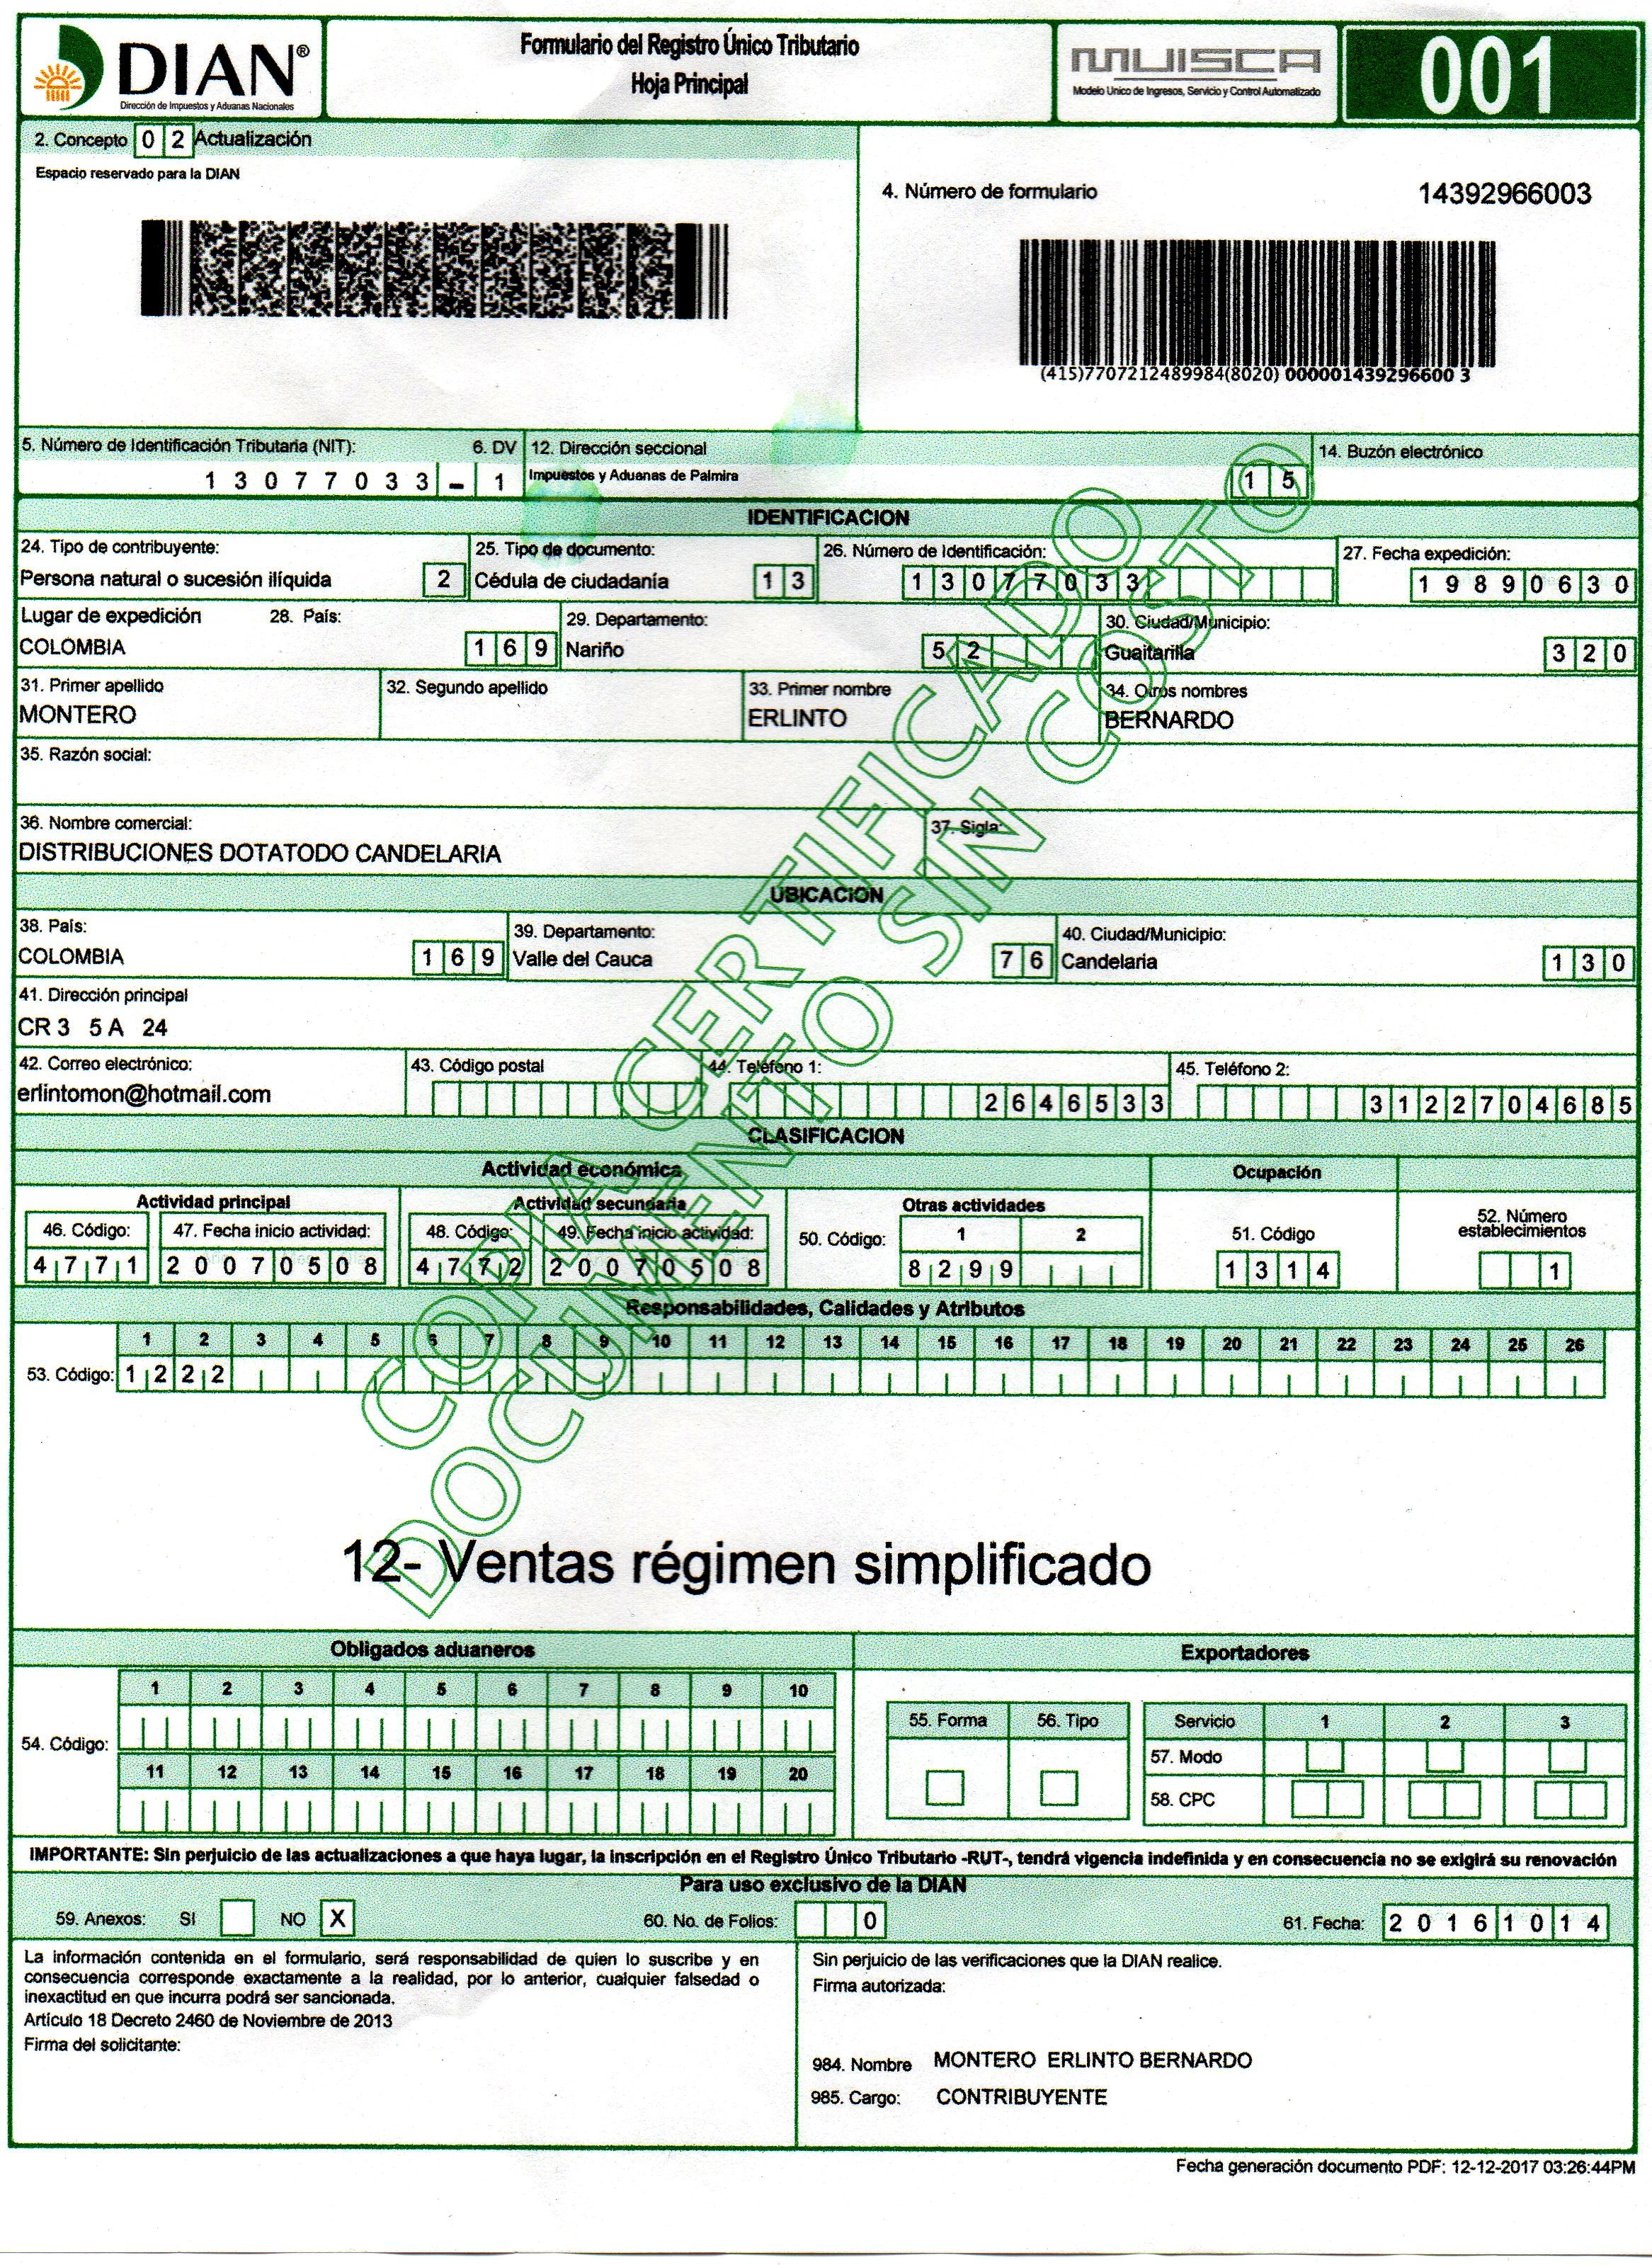 DIAN®
Dirección de Impuestos y Aduanas Nacionales
Formulario del Registro Único Tributario
Hoja Principal
MUISCA
Modelo Unico de Ingresos, Servicio y Control Automatizado
001
2. Concepto 0 2 Actualización
Espacio reservado para la DIAN
4. Número de formulario 14392966003
(415)7707212489984(8020) 000001439296600 3
5. Número de Identificación Tributaria (NIT): 6. DV 12. Dirección seccional 14. Buzón electrónico
1 3 0 7 7 0 3 3 - 1 Impuestos y Aduanas de Palmira 1 5
IDENTIFICACION
24. Tipo de contribuyente: 25. Tipo de documento: 26. Número de Identificación: 27. Fecha expedición:
Persona natural o sucesión ilíquida 2 Cédula de ciudadanía 1 3 1 3 0 7 7 0 3 3 1 9 8 9 0 6 3 0
Lugar de expedición 28. País: 29. Departamento: 30. Ciudad/Municipio:
COLOMBIA 1 6 9 Nariño 5 2 Guaitarilla 3 2 0
31. Primer apellido 32. Segundo apellido 33. Primer nombre 34. Otros nombres
MONTERO ERLINTO BERNARDO
35. Razón social:
36. Nombre comercial: 37. Sigla:
DISTRIBUCIONES DOTATODO CANDELARIA
UBICACION
38. País: 39. Departamento: 40. Ciudad/Municipio:
COLOMBIA 1 6 9 Valle del Cauca 7 6 Candelaria 1 3 0
41. Dirección principal
CR 3 5 A 24
42. Correo electrónico: 43. Código postal 44. Teléfono 1: 45. Teléfono 2:
erlintomon@hotmail.com 2 6 4 6 5 3 3 3 1 2 2 7 0 4 6 8 5
CLASIFICACION
Actividad económica Ocupación
Actividad principal Actividad secundaria Otras actividades
46. Código: 47. Fecha inicio actividad: 48. Código: 49. Fecha inicio actividad: 50. Código: 1 2 51. Código 52. Número establecimientos
4 7 7 1 2 0 0 7 0 5 0 8 4 7 7 2 2 0 0 7 0 5 0 8 8 2 9 9 1 3 1 4 1
Responsabilidades, Calidades y Atributos
1 2 3 4 5 6 7 8 9 10 11 12 13 14 15 16 17 18 19 20 21 22 23 24 25 26
53. Código: 1 2 2 2
12- Ventas régimen simplificado
COPIA CERTIFICADO
DOCUMENTO SIN COSTO
Obligados aduaneros Exportadores
1 2 3 4 5 6 7 8 9 10
54. Código:
11 12 13 14 15 16 17 18 19 20
55. Forma 56. Tipo Servicio 1 2 3
57. Modo
58. CPC
IMPORTANTE: Sin perjuicio de las actualizaciones a que haya lugar, la inscripción en el Registro Único Tributario -RUT-, tendrá vigencia indefinida y en consecuencia no se exigirá su renovación
Para uso exclusivo de la DIAN
59. Anexos: SI NO X 60. No. de Folios: 0 61. Fecha: 2 0 1 6 1 0 1 4
La información contenida en el formulario, será responsabilidad de quien lo suscribe y en
consecuencia corresponde exactamente a la realidad, por lo anterior, cualquier falsedad o
inexactitud en que incurra podrá ser sancionada.
Artículo 18 Decreto 2460 de Noviembre de 2013
Firma del solicitante:
Sin perjuicio de las verificaciones que la DIAN realice.
Firma autorizada:
984. Nombre MONTERO ERLINTO BERNARDO
985. Cargo: CONTRIBUYENTE
Fecha generación documento PDF: 12-12-2017 03:26:44PM